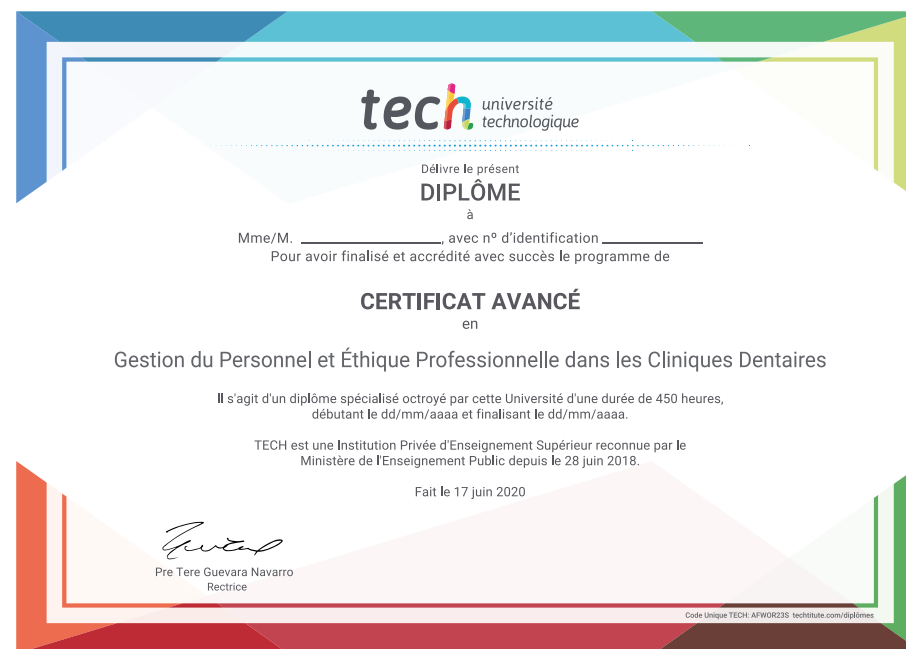 tech université
technologique
Délivre le présent
DIPLÔME
à
Mme/M. ____________________, avec nº d'identification ______________
Pour avoir finalisé et accrédité avec succès le programme de
CERTIFICAT AVANCÉ
en
Gestion du Personnel et Éthique Professionnelle dans les Cliniques Dentaires
Il s'agit d'un diplôme spécialisé octroyé par cette Université d'une durée de 450 heures,
débutant le dd/mm/aaaa et finalisant le dd/mm/aaaa.
TECH est une Institution Privée d'Enseignement Supérieur reconnue par le
Ministère de l'Enseignement Public depuis le 28 juin 2018.
Fait le 17 juin 2020
Pre Tere Guevara Navarro
Rectrice
Code Unique TECH: AFWOR23S techtitute.com/diplômes